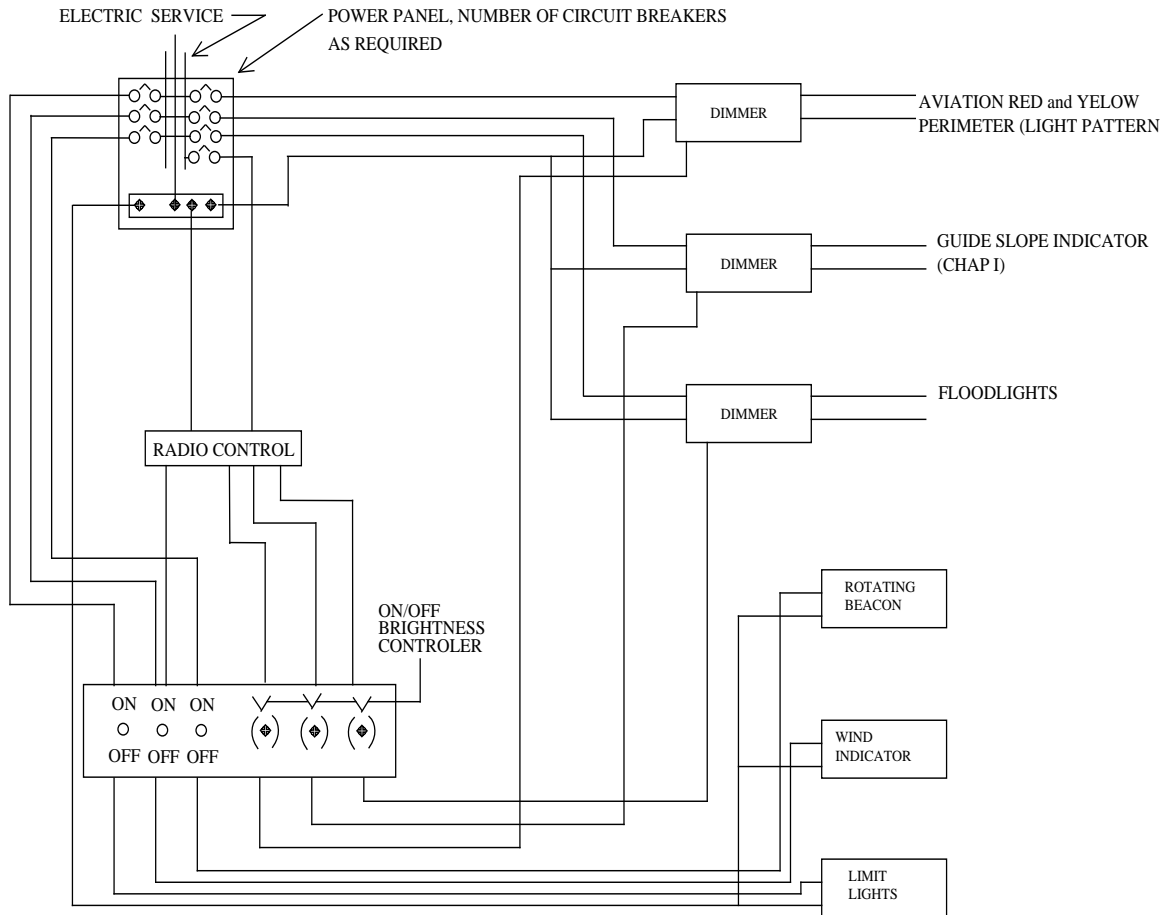 ELECTRIC SERVICE
POWER PANEL, NUMBER OF CIRCUIT BREAKERS
AS REQUIRED
DIMMER
AVIATION RED and YELOW
PERIMETER (LIGHT PATTERN
DIMMER
GUIDE SLOPE INDICATOR
(CHAP I)
DIMMER
FLOODLIGHTS
RADIO CONTROL
ROTATING
BEACON
ON/OFF
BRIGHTNESS
CONTROLER
ON ON ON
OFF OFF OFF
WIND
INDICATOR
LIMIT
LIGHTS